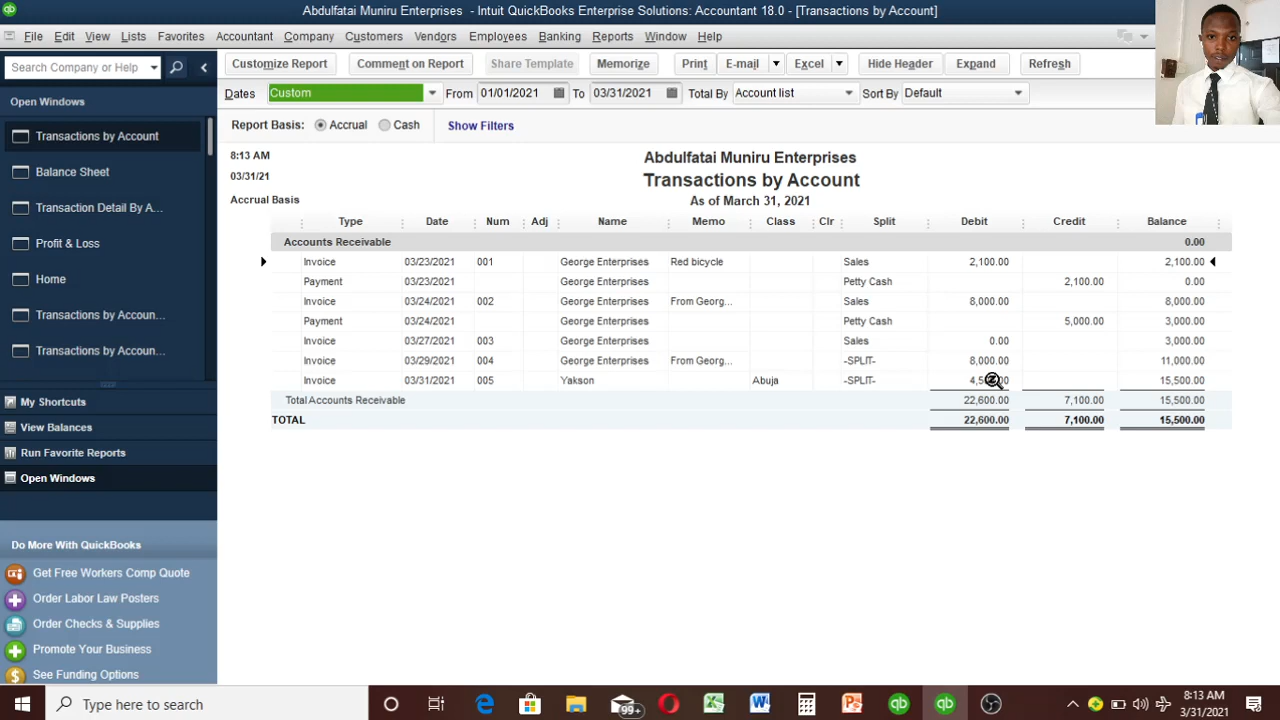 Abdulfatai Muniru Enterprises - Intuit QuickBooks Enterprise Solutions: Accountant 18.0 - [Transactions by Account]
File Edit View Lists Favorites Accountant Company Customers Vendors Employees Banking Reports Window Help
Search Company or Help
Customize Report Comment on Report Share Template Memorize Print E-mail Excel Hide Header Expand Refresh
Open Windows
Dates Custom From 01/01/2021 To 03/31/2021 Total By Account list Sort By Default
Report Basis: Accrual Cash Show Filters
Transactions by Account
Balance Sheet
Transaction Detail By A...
Profit & Loss
Home
Transactions by Accoun...
Transactions by Accoun...
My Shortcuts
View Balances
Run Favorite Reports
Open Windows
Do More With QuickBooks
Get Free Workers Comp Quote
Order Labor Law Posters
Order Checks & Supplies
Promote Your Business
See Funding Options
8:13 AM
03/31/21
Accrual Basis
Abdulfatai Muniru Enterprises
Transactions by Account
As of March 31, 2021
Type Date Num Adj Name Memo Class Clr Split Debit Credit Balance
Accounts Receivable 0.00
Invoice 03/23/2021 001 George Enterprises Red bicycle Sales 2,100.00 2,100.00
Payment 03/23/2021 George Enterprises Petty Cash 2,100.00 0.00
Invoice 03/24/2021 002 George Enterprises From Georg... Sales 8,000.00 8,000.00
Payment 03/24/2021 George Enterprises Petty Cash 5,000.00 3,000.00
Invoice 03/27/2021 003 George Enterprises Sales 0.00 3,000.00
Invoice 03/29/2021 004 George Enterprises From Georg... -SPLIT- 8,000.00 11,000.00
Invoice 03/31/2021 005 Yakson Abuja -SPLIT- 15,500.00
Total Accounts Receivable 22,600.00 7,100.00 15,500.00
TOTAL 22,600.00 7,100.00 15,500.00
Type here to search
99+
8:13 AM
3/31/2021